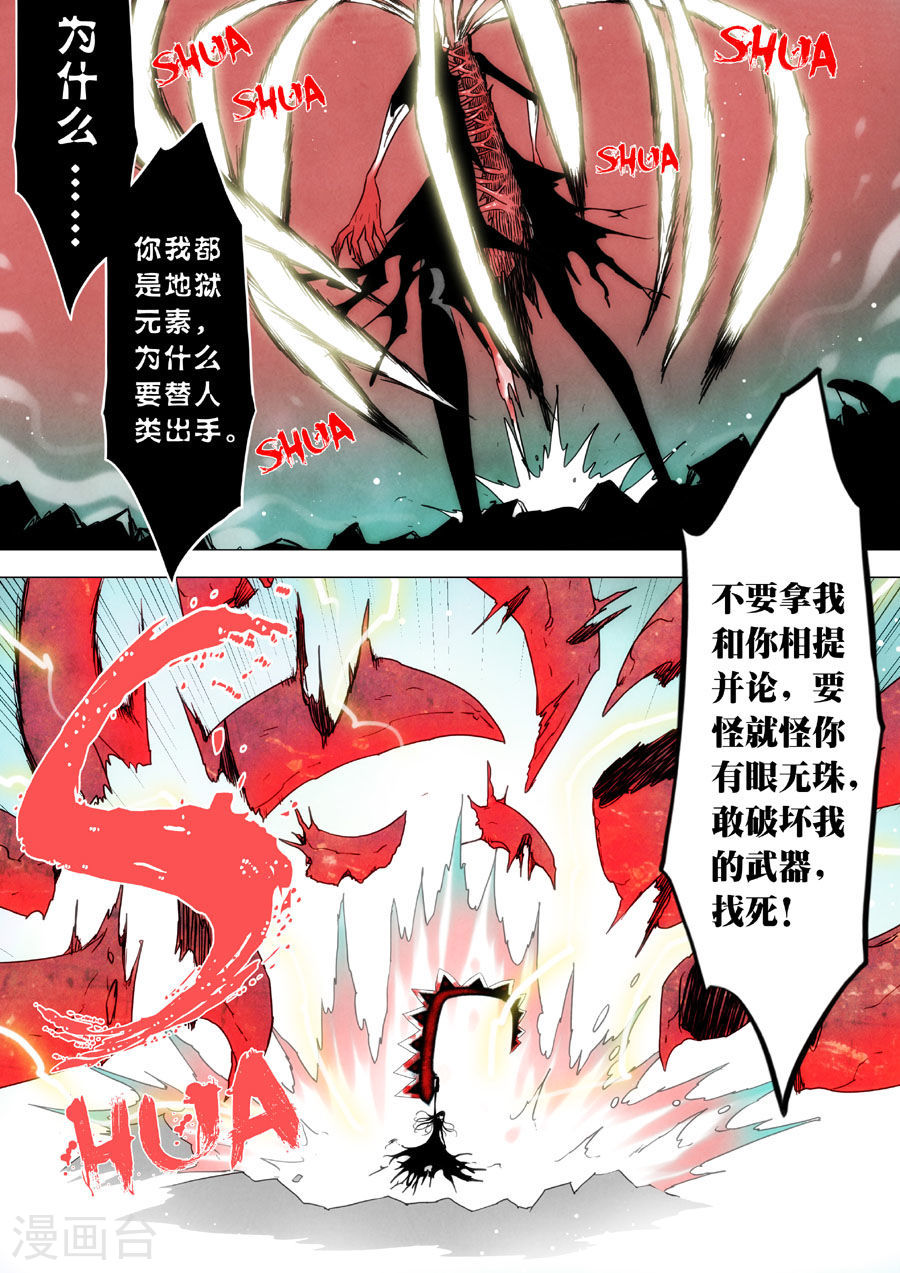 为什么……
SHUA
SHUA
SHUA
SHUA
你我都
是地狱
元素，
为什么
要替人
类出手。
SHUA
不要拿我
和你相提
并论，要
怪就怪你
有眼无珠，
敢破坏我
的武器，
找死！
SHUA
漫画台